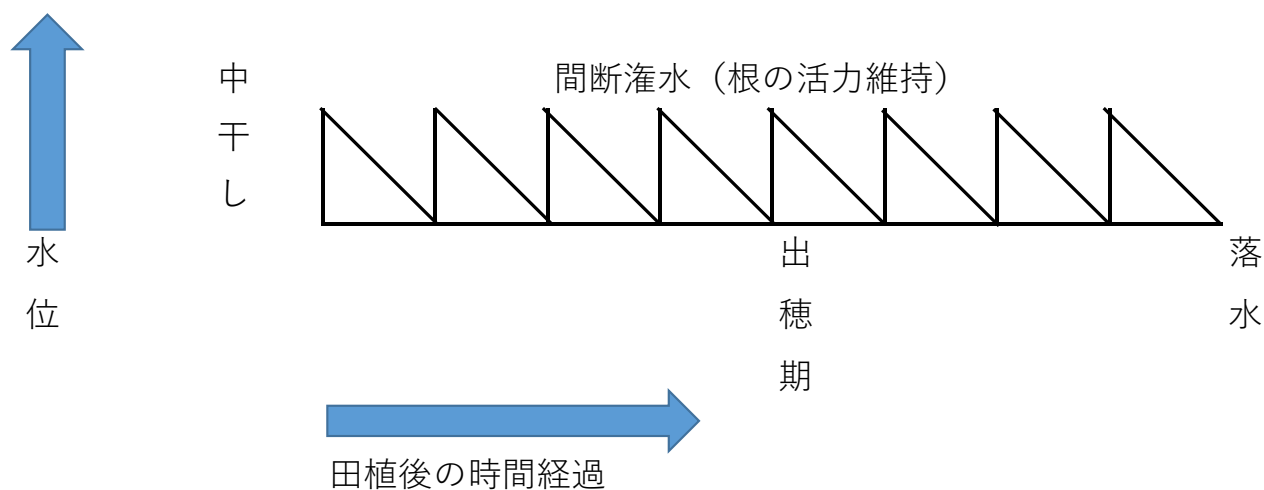 中干し
間断潅水（根の活力維持）
水位
出穂期
落水
田植後の時間経過